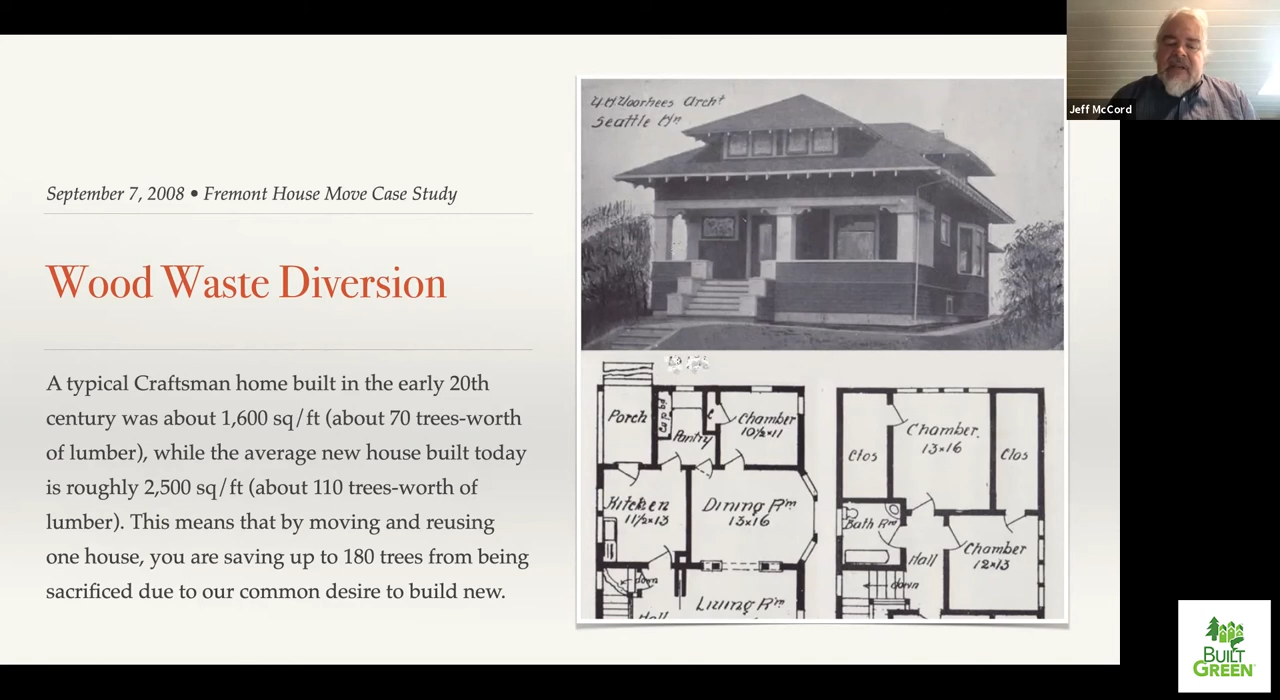 September 7, 2008 • Fremont House Move Case Study
Wood Waste Diversion
A typical Craftsman home built in the early 20th
century was about 1,600 sq/ft (about 70 trees-worth
of lumber), while the average new house built today
is roughly 2,500 sq/ft (about 110 trees-worth of
lumber). This means that by moving and reusing
one house, you are saving up to 180 trees from being
sacrificed due to our common desire to build new.
Voorhees Archt
Seattle Wn
Porch
Pantry
Chamber
10½×11
Kitchen
11½×13
Dining Rm
13×16
down
Living Rm
Hall
Clos
Chamber.
13×16
Clos
Bath Rm
Hall
Chamber
12×13
down
Jeff McCord
BUILT
GREEN